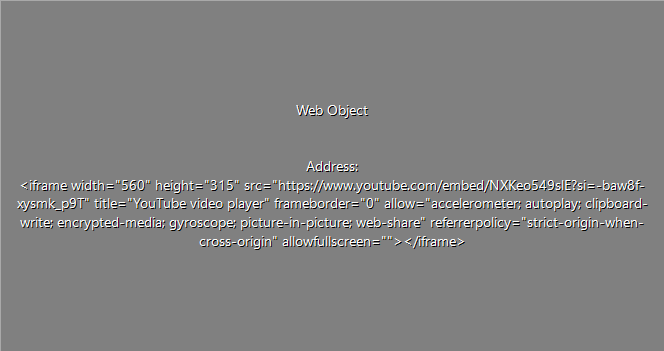 Web Object
Address:
<iframe width="560" height="315" src="https://www.youtube.com/embed/NXKeo549slE?si=-baw8f-
xysmk_p9T" title="YouTube video player" frameborder="0" allow="accelerometer; autoplay; clipboard-
write; encrypted-media; gyroscope; picture-in-picture; web-share" referrerpolicy="strict-origin-when-
cross-origin" allowfullscreen=""></iframe>